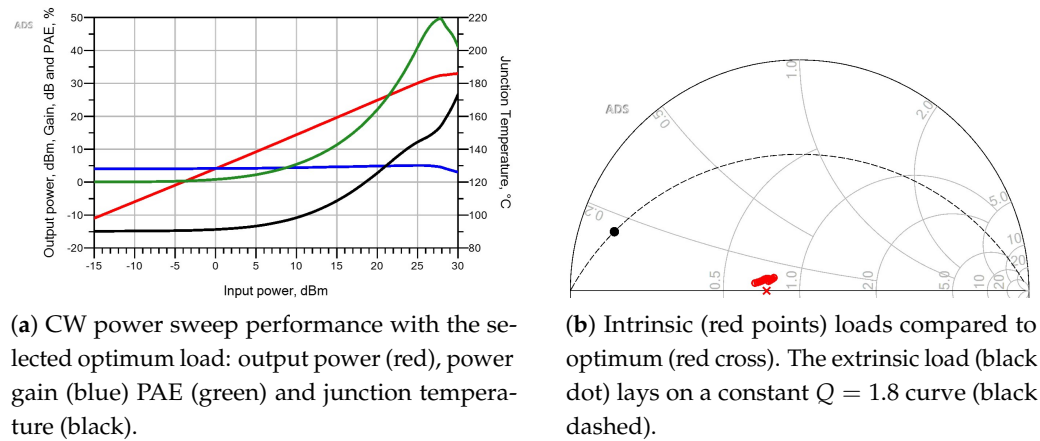 ADS
Output power, dBm, Gain, dB and PAE, %
50
40
30
20
10
0
-10
-20
220
200
180
160
140
120
100
80
Junction Temperature, °C
-15 -10 -5 0 5 10 15 20 25 30
Input power, dBm
ADS
1.0
0.5
2.0
0.2
5.0
10
20
0.5 1.0 2.0 5.0 10 20
(a) CW power sweep performance with the se-
lected optimum load: output power (red), power
gain (blue) PAE (green) and junction tempera-
ture (black).
(b) Intrinsic (red points) loads compared to
optimum (red cross). The extrinsic load (black
dot) lays on a constant Q = 1.8 curve (black
dashed).